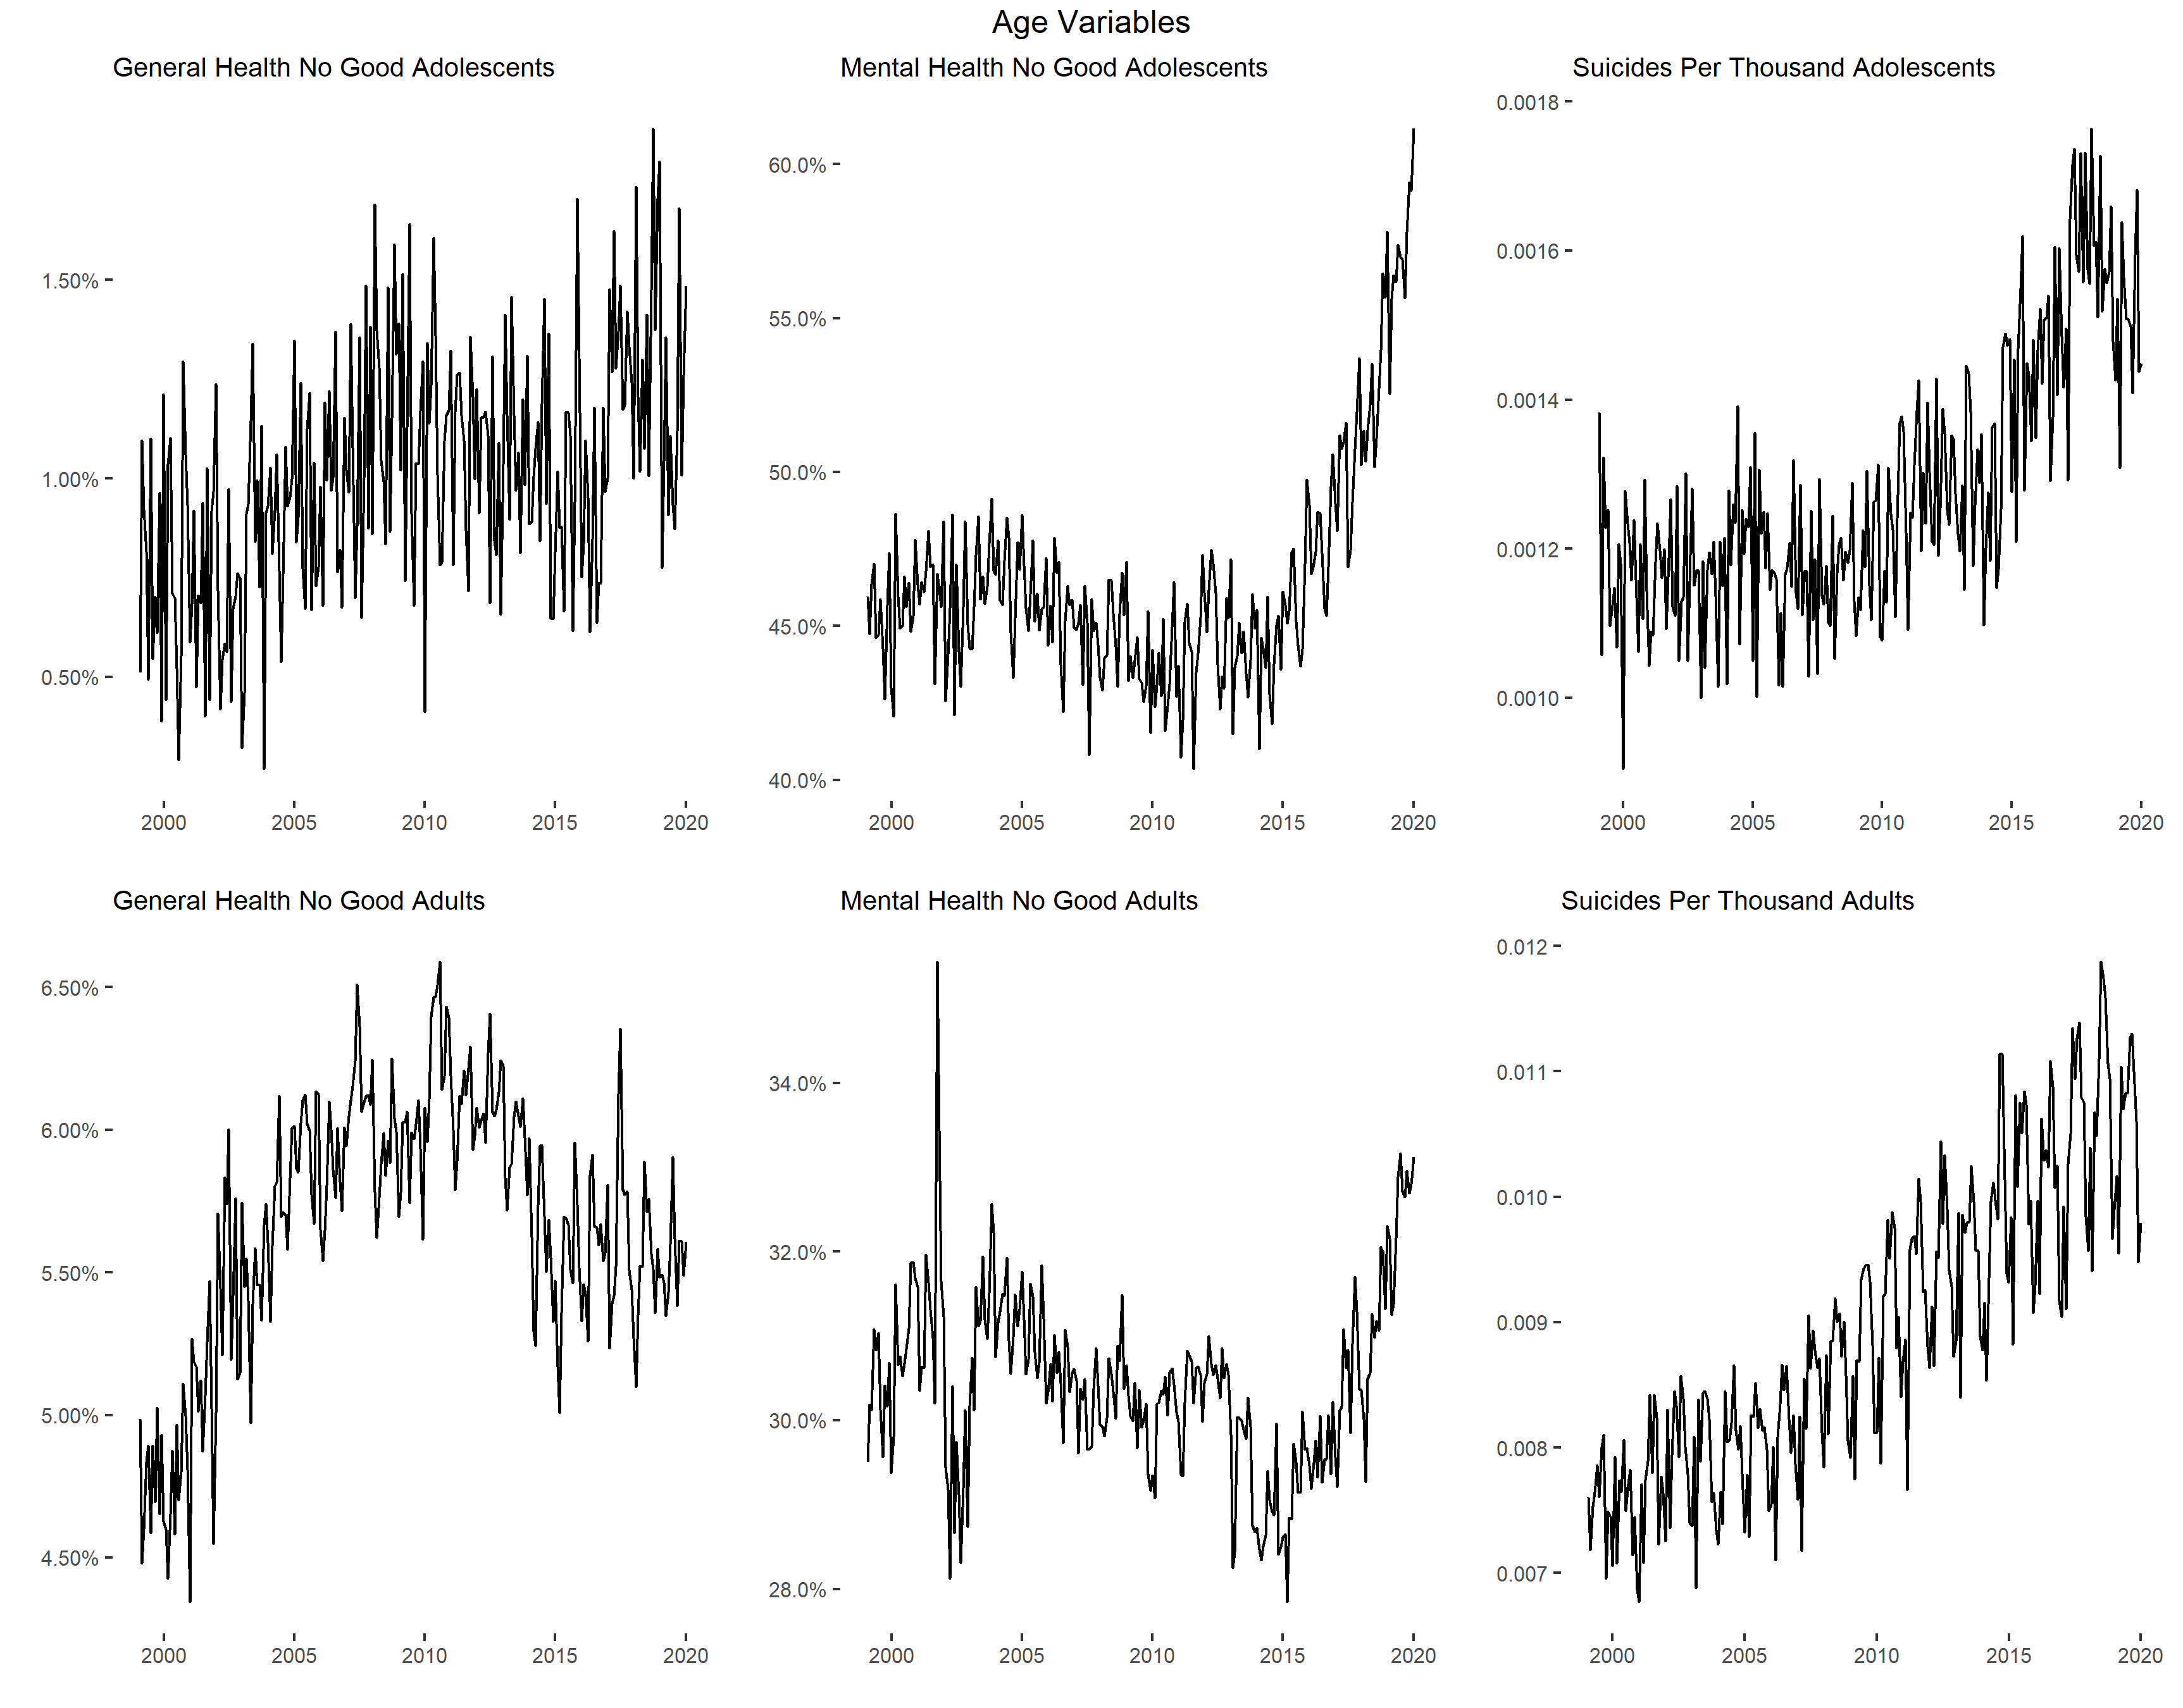 Age Variables
General Health No Good Adolescents
1.50%
1.00%
0.50%
2000 2005 2010 2015 2020
Mental Health No Good Adolescents
60.0%
55.0%
50.0%
45.0%
40.0%
2000 2005 2010 2015 2020
Suicides Per Thousand Adolescents
0.0018
0.0016
0.0014
0.0012
0.0010
2000 2005 2010 2015 2020
General Health No Good Adults
6.50%
6.00%
5.50%
5.00%
4.50%
2000 2005 2010 2015 2020
Mental Health No Good Adults
34.0%
32.0%
30.0%
28.0%
2000 2005 2010 2015 2020
Suicides Per Thousand Adults
0.012
0.011
0.010
0.009
0.008
0.007
2000 2005 2010 2015 2020